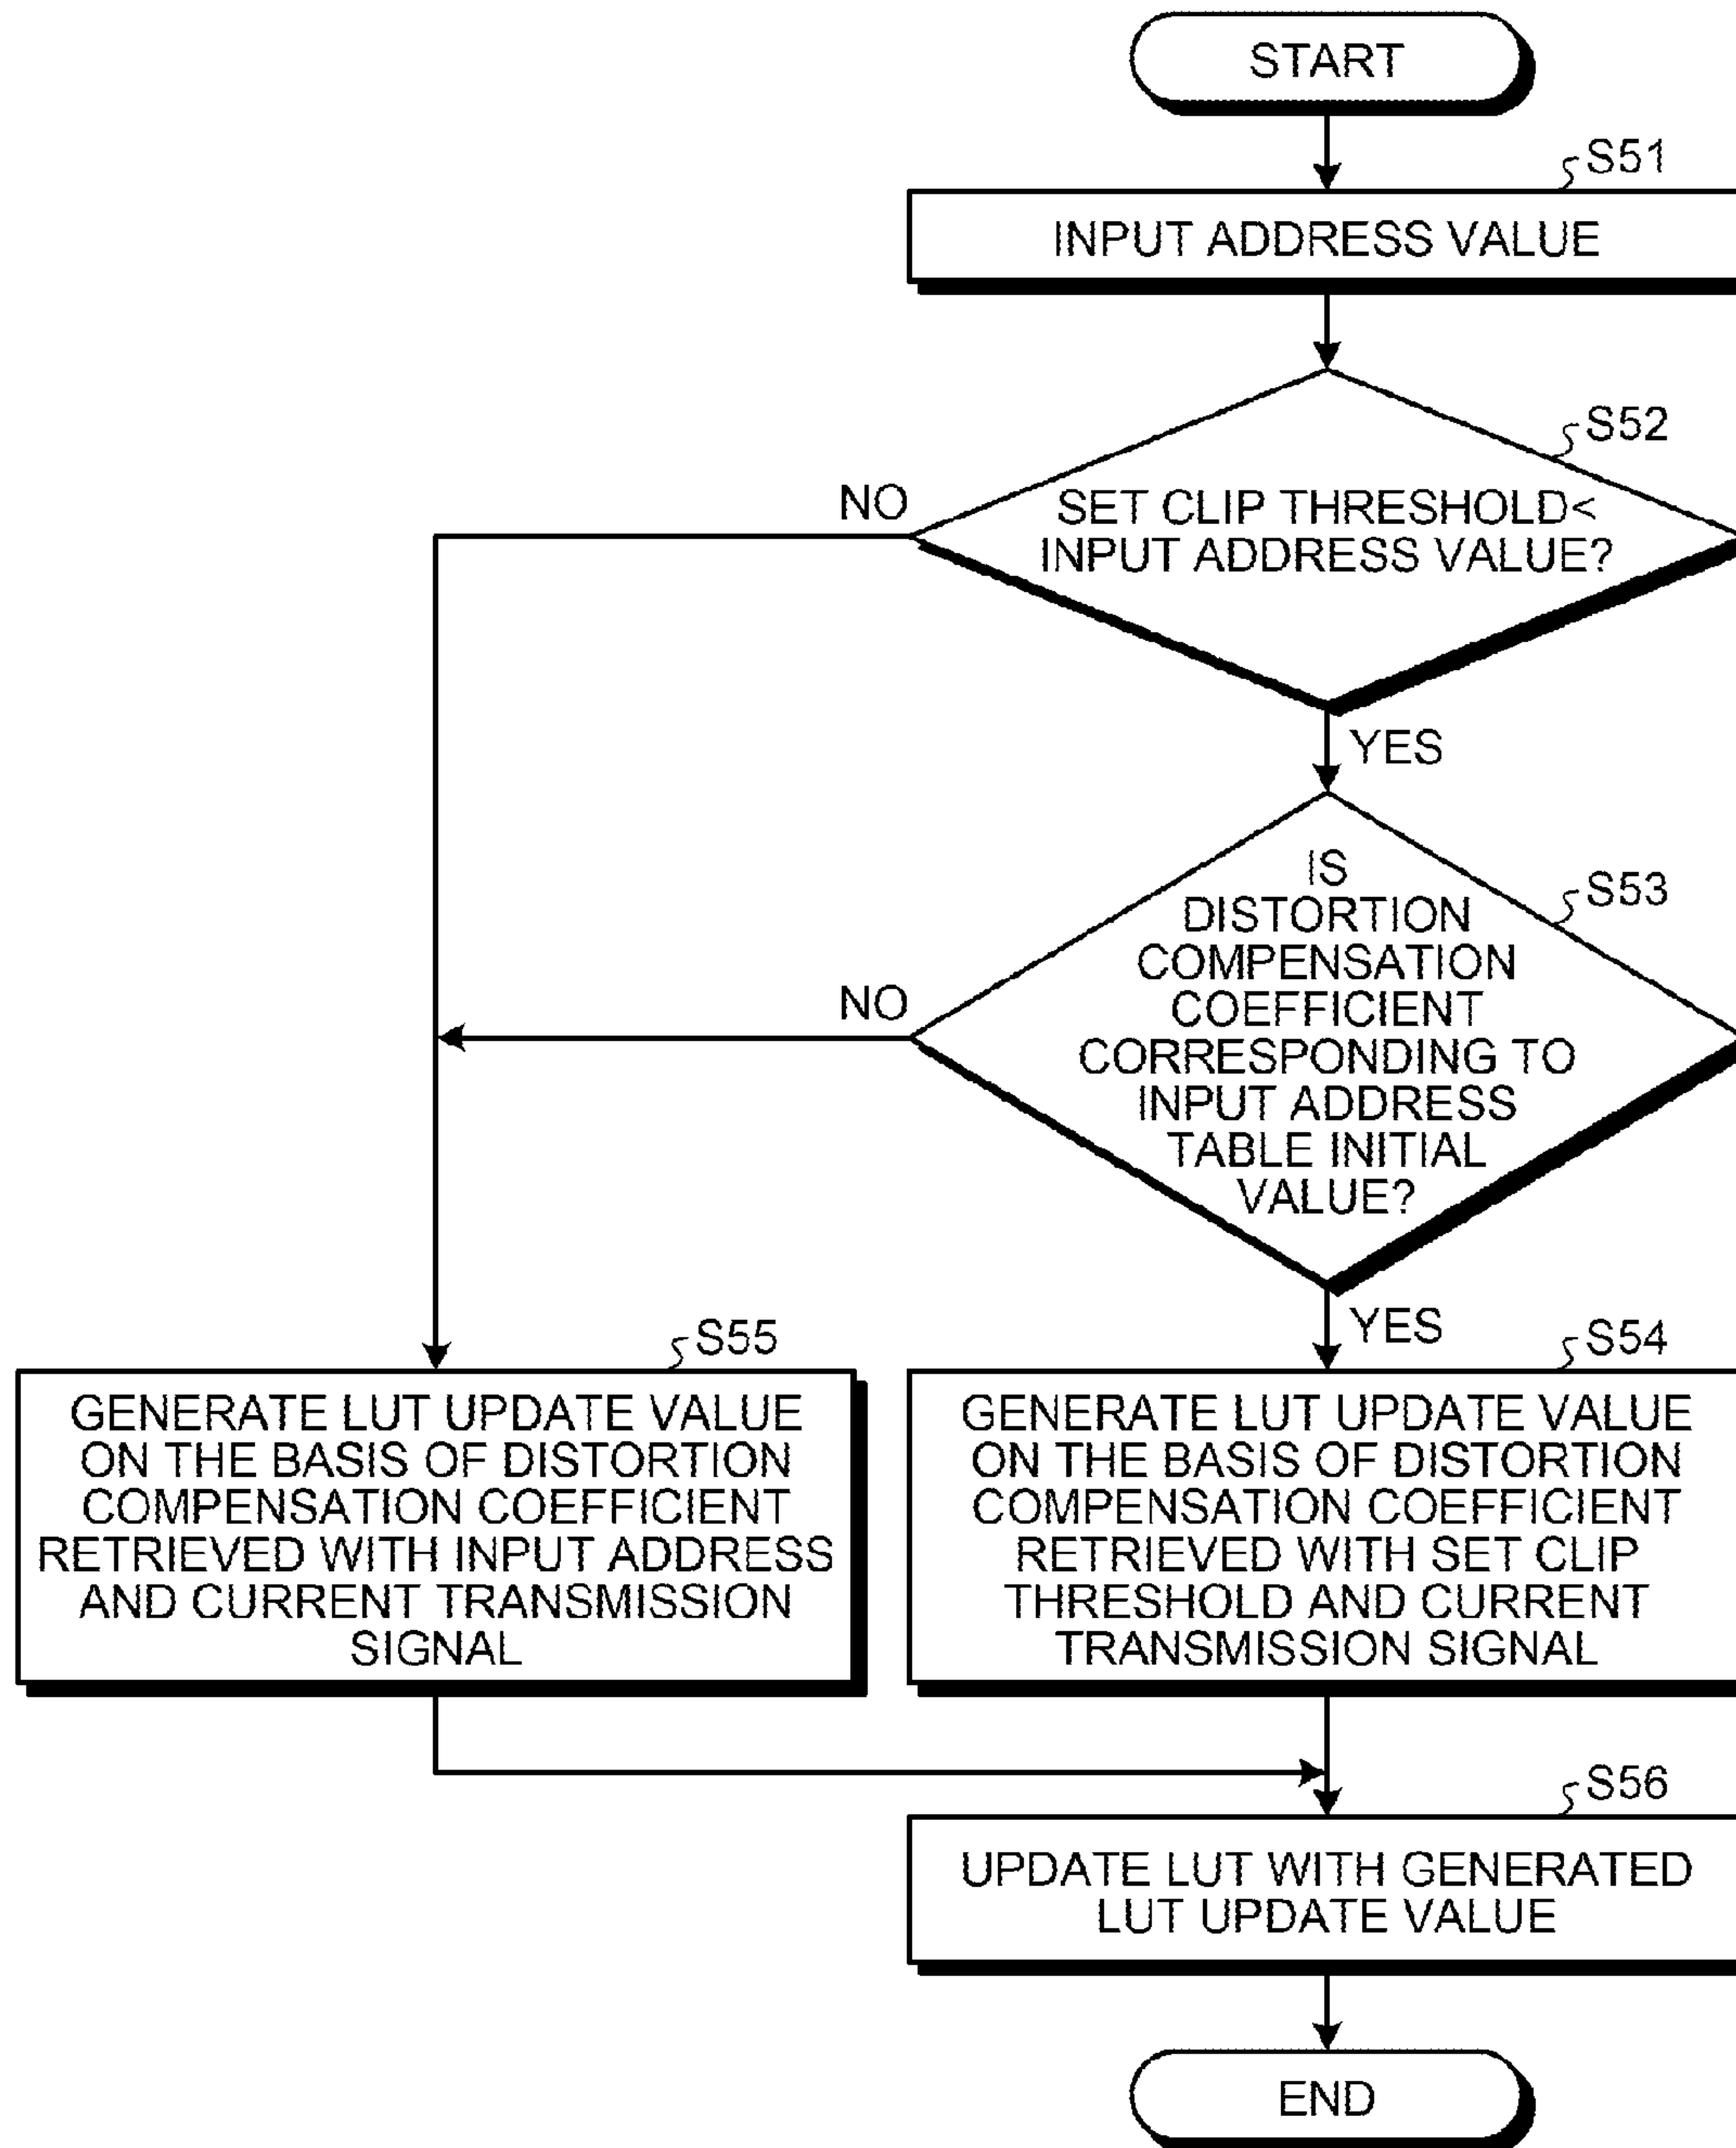 START
S51
INPUT ADDRESS VALUE
S52
SET CLIP THRESHOLD<
INPUT ADDRESS VALUE?
NO
YES
S53
IS
DISTORTION
COMPENSATION
COEFFICIENT
CORRESPONDING TO
INPUT ADDRESS
TABLE INITIAL
VALUE?
NO
YES
S55
GENERATE LUT UPDATE VALUE
ON THE BASIS OF DISTORTION
COMPENSATION COEFFICIENT
RETRIEVED WITH INPUT ADDRESS
AND CURRENT TRANSMISSION
SIGNAL
S54
GENERATE LUT UPDATE VALUE
ON THE BASIS OF DISTORTION
COMPENSATION COEFFICIENT
RETRIEVED WITH SET CLIP
THRESHOLD AND CURRENT
TRANSMISSION SIGNAL
S56
UPDATE LUT WITH GENERATED
LUT UPDATE VALUE
END